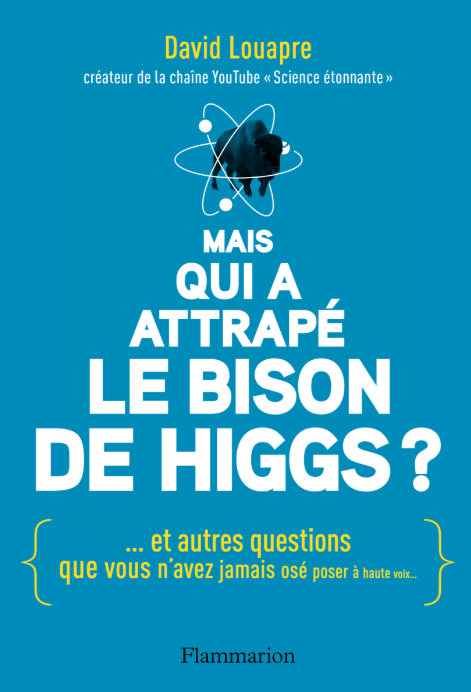 David Louapre
créateur de la chaîne YouTube « Science étonnante »
MAIS
QUI A
ATTRAPÉ
LE BISON
DE HIGGS ?
... et autres questions
que vous n'avez jamais osé poser à haute voix...
Flammarion